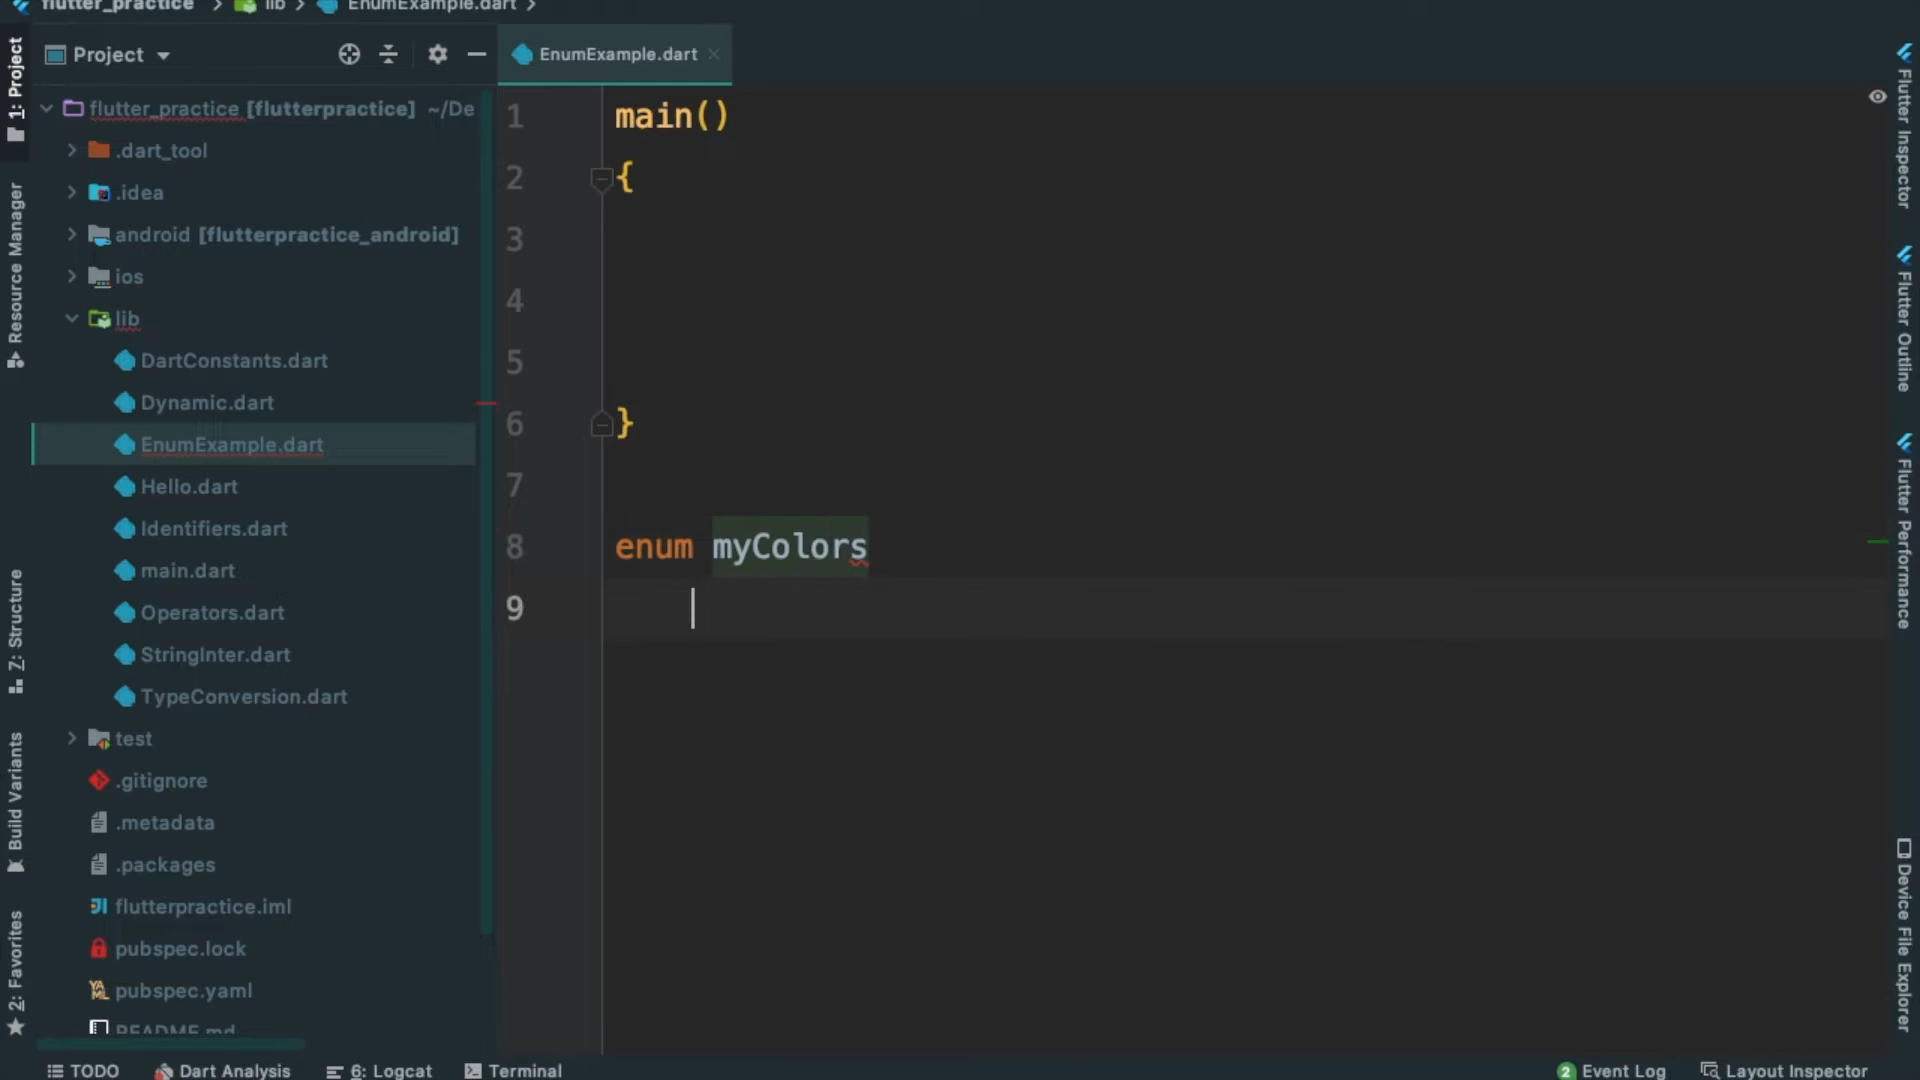 flutter_practice > lib > EnumExample.dart >
Project
EnumExample.dart
1: Project
Resource Manager
Z: Structure
Build Variants
2: Favorites
flutter_practice [flutterpractice] ~/De
.dart_tool
.idea
android [flutterpractice_android]
ios
lib
DartConstants.dart
Dynamic.dart
EnumExample.dart
Hello.dart
Identifiers.dart
main.dart
Operators.dart
StringInter.dart
TypeConversion.dart
test
.gitignore
.metadata
.packages
flutterpractice.iml
pubspec.lock
pubspec.yaml
README.md
1 main()
2 {
3
4
5
6 }
7
8 enum myColors
9
Flutter Inspector
Flutter Outline
Flutter Performance
Device File Explorer
TODO
Dart Analysis
6: Logcat
Terminal
2 Event Log
Layout Inspector